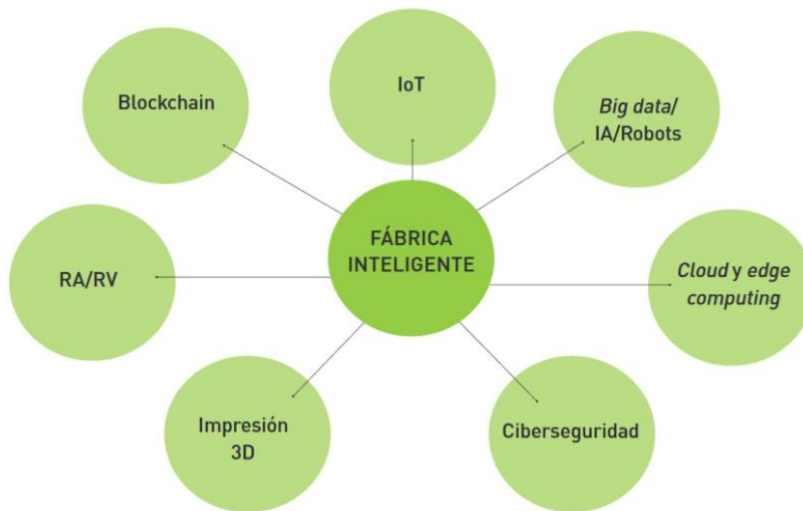 Blockchain
IoT
Big data/
IA/Robots
FÁBRICA
INTELIGENTE
RA/RV
Cloud y edge
computing
Impresión
3D
Ciberseguridad